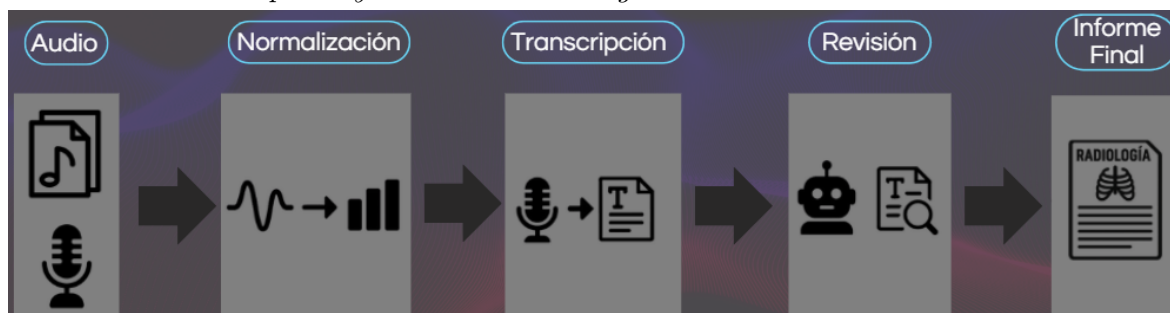 Audio
Normalización
Transcripción
Revisión
Informe
Final
T
T
RADIOLOGÍA